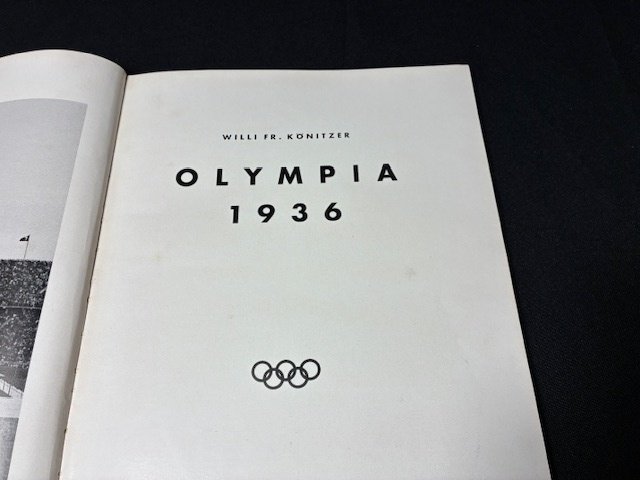 WILLI FR. KÖNITZER
OLYMPIA
1936